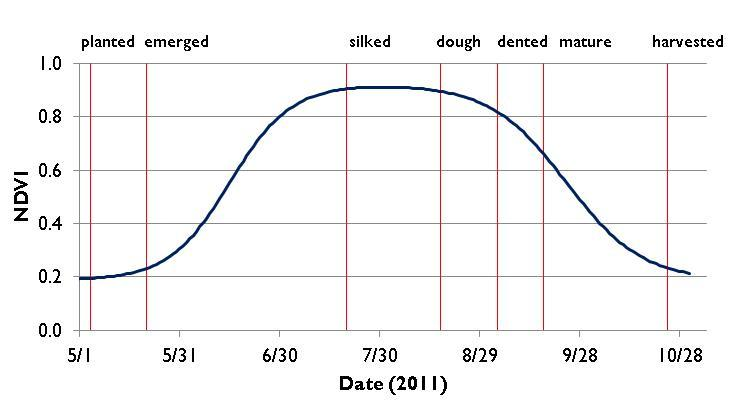 planted emerged silked dough dented mature harvested
1.0
0.8
0.6
0.4
0.2
0.0
NDVI
5/1 5/31 6/30 7/30 8/29 9/28 10/28
Date (2011)